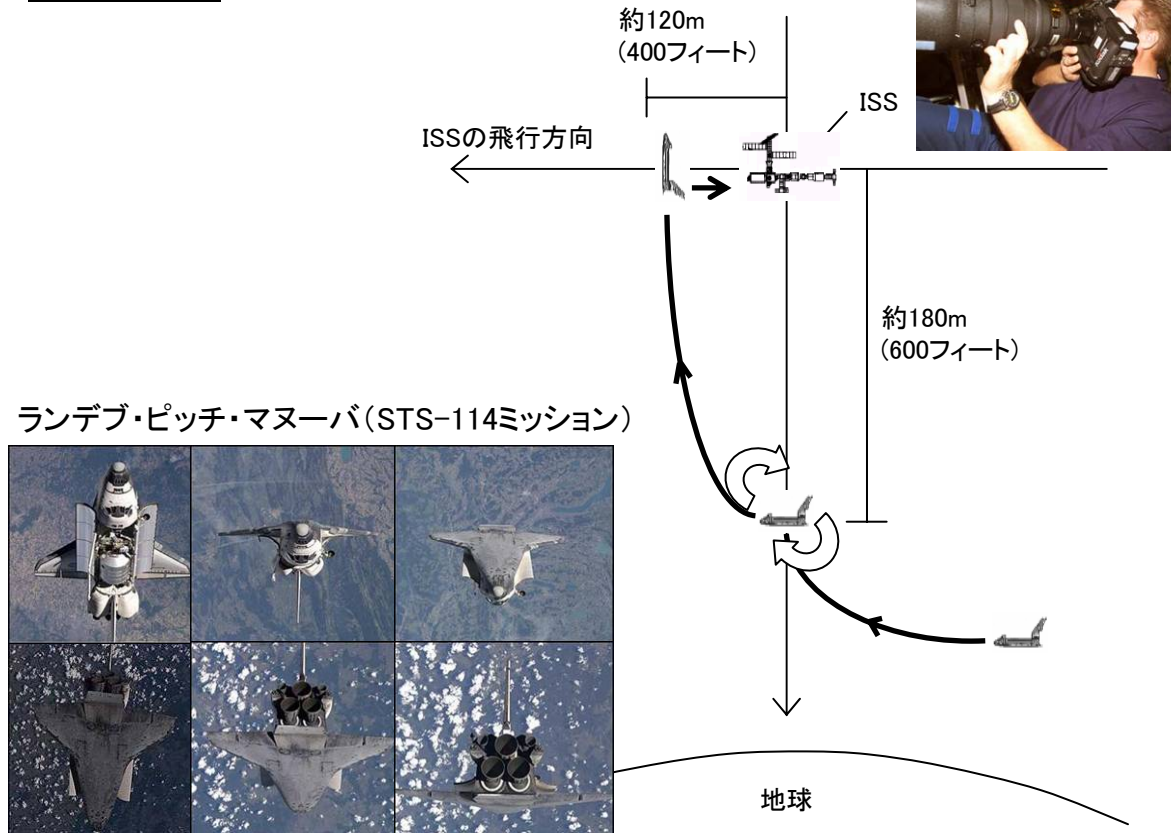 約120m
(400フィート)
ISS
ISSの飛行方向
約180m
(600フィート)
ランデブ・ピッチ・マヌーバ(STS-114ミッション)
地球